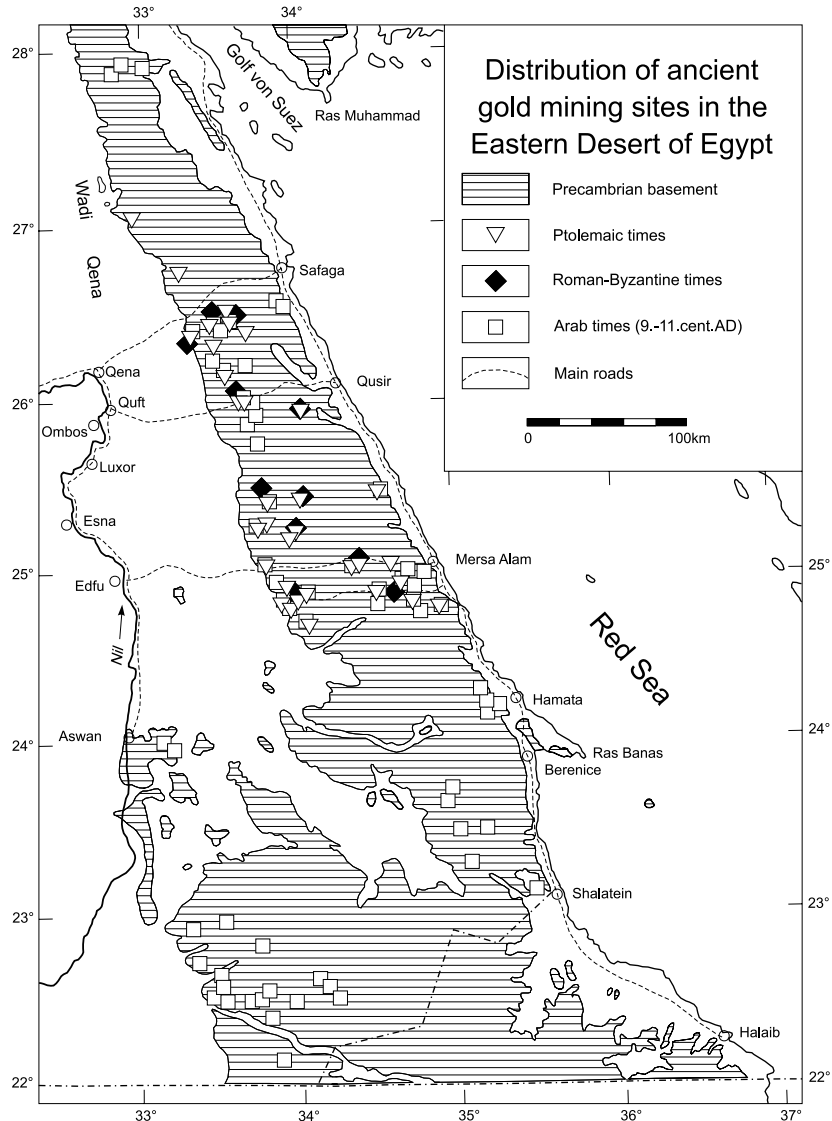 33°
34°
28°
Golf von Suez
Ras Muhammad
Distribution of ancient
gold mining sites in the
Eastern Desert of Egypt
Precambrian basement
Ptolemaic times
Roman-Byzantine times
Arab times (9.-11.cent.AD)
Main roads
0
100km
Wadi
Qena
27°
Safaga
Qena
Qusir
26°
Quft
Ombos
Luxor
Esna
Mersa Alam
25°
25°
Edfu
Nil
Red Sea
Hamata
Aswan
24°
24°
Ras Banas
Berenice
Shalatein
23°
23°
Halaib
22°
22°
33°
34°
35°
36°
37°